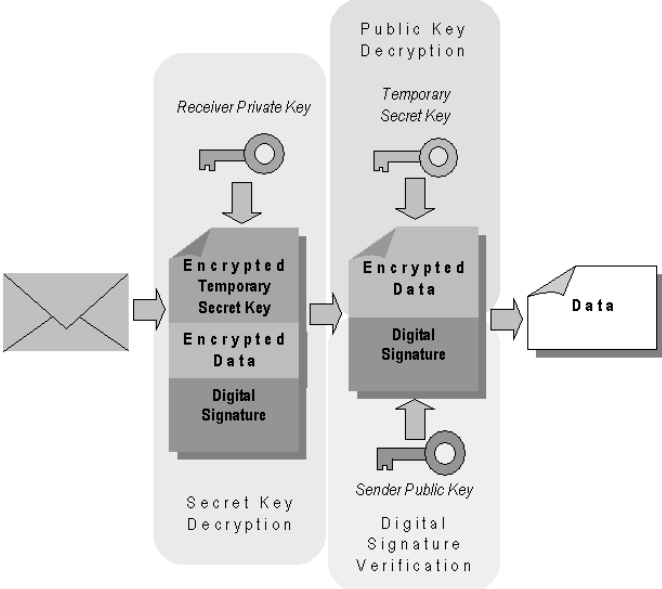 Public Key
Decryption
Receiver Private Key
Temporary
Secret Key
Encrypted
Temporary
Secret Key
Encrypted
Data
Digital
Signature
Encrypted
Data
Digital
Signature
Data
Sender Public Key
Secret Key
Decryption
Digital
Signature
Verification